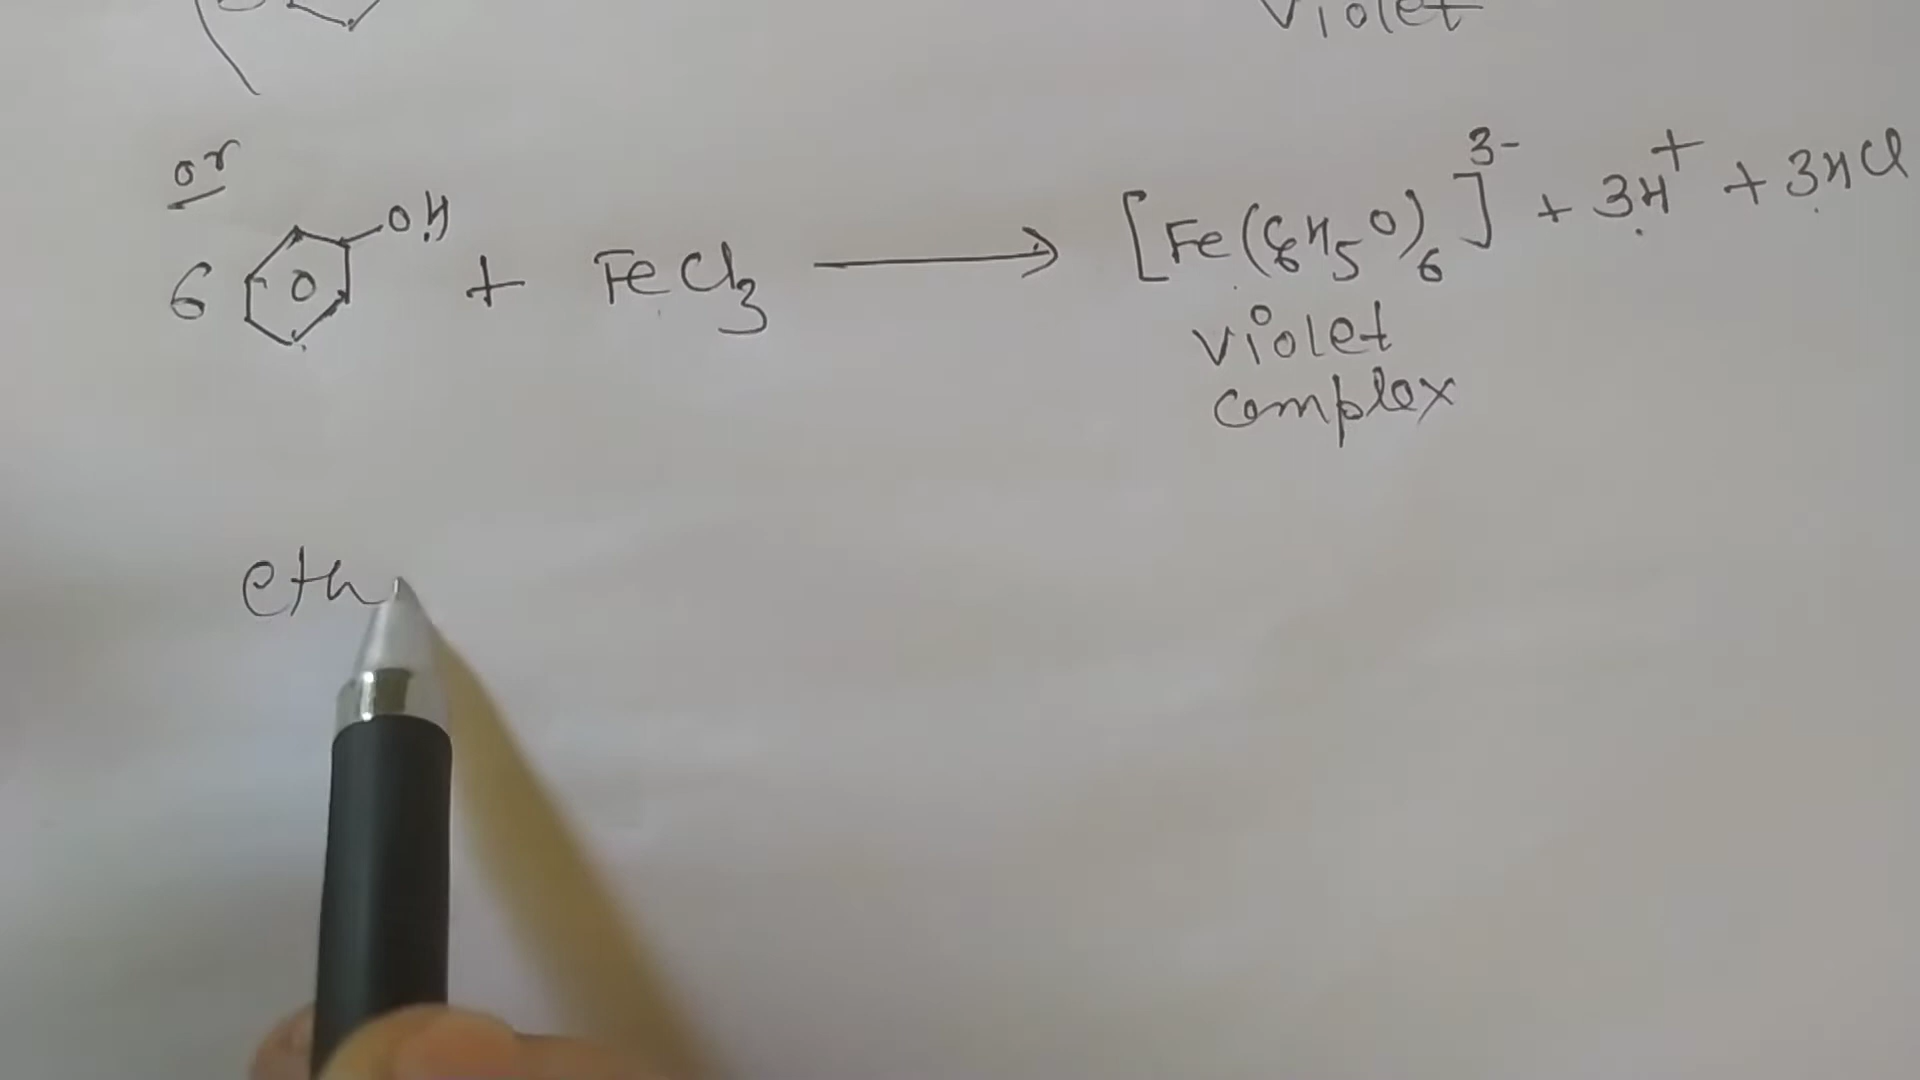 violet
or
6 OH + FeCl3 ⟶ [Fe(C6H5O)6]3- + 3H+ + 3HCl
violet
complex
eth